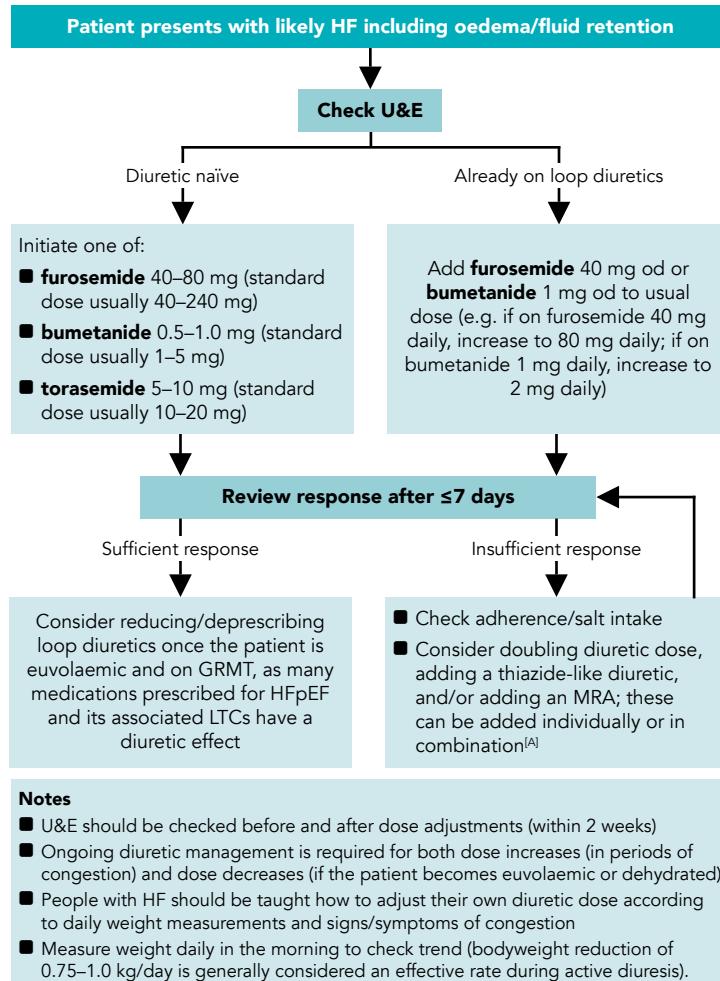 Patient presents with likely HF including oedema/fluid retention
Check U&E
Diuretic naïve
Already on loop diuretics
Initiate one of:
■ furosemide 40–80 mg (standard
dose usually 40–240 mg)
■ bumetanide 0.5–1.0 mg (standard
dose usually 1–5 mg)
■ torasemide 5–10 mg (standard
dose usually 10–20 mg)
Add furosemide 40 mg od or
bumetanide 1 mg od to usual
dose (e.g. if on furosemide 40 mg
daily, increase to 80 mg daily; if on
bumetanide 1 mg daily, increase to
2 mg daily)
Review response after ≤7 days
Sufficient response
Insufficient response
Consider reducing/deprescribing
loop diuretics once the patient is
euvolaemic and on GRMT, as many
medications prescribed for HFpEF
and its associated LTCs have a
diuretic effect
■ Check adherence/salt intake
■ Consider doubling diuretic dose,
adding a thiazide-like diuretic,
and/or adding an MRA; these
can be added individually or in
combination[A]
Notes
■ U&E should be checked before and after dose adjustments (within 2 weeks)
■ Ongoing diuretic management is required for both dose increases (in periods of
congestion) and dose decreases (if the patient becomes euvolaemic or dehydrated)
■ People with HF should be taught how to adjust their own diuretic dose according
to daily weight measurements and signs/symptoms of congestion
■ Measure weight daily in the morning to check trend (bodyweight reduction of
0.75–1.0 kg/day is generally considered an effective rate during active diuresis).